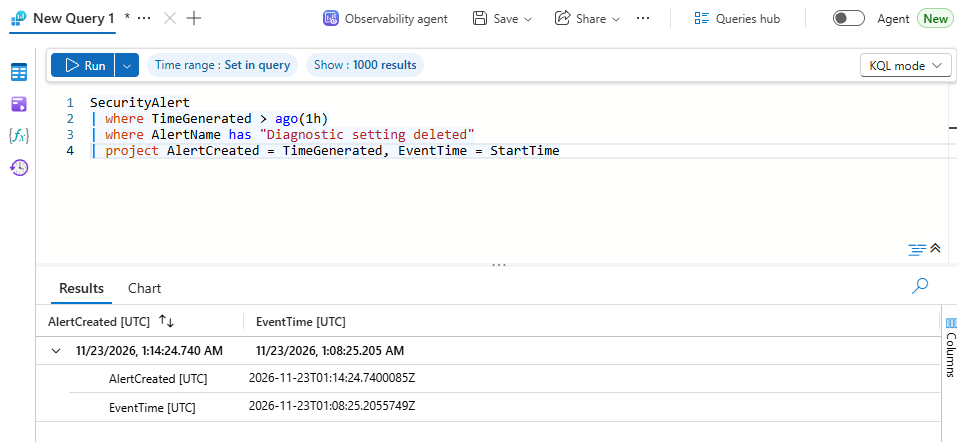 New Query 1 * ···
Observability agent
Save
Share
···
Queries hub
Agent
New
Run
Time range : Set in query
Show : 1000 results
KQL mode
1 SecurityAlert
2 | where TimeGenerated > ago(1h)
3 | where AlertName has "Diagnostic setting deleted"
4 | project AlertCreated = TimeGenerated, EventTime = StartTime
{fx}
···
Results
Chart
AlertCreated [UTC]
EventTime [UTC]
11/23/2026, 1:14:24.740 AM
11/23/2026, 1:08:25.205 AM
AlertCreated [UTC]
2026-11-23T01:14:24.7400085Z
EventTime [UTC]
2026-11-23T01:08:25.2055749Z
Columns